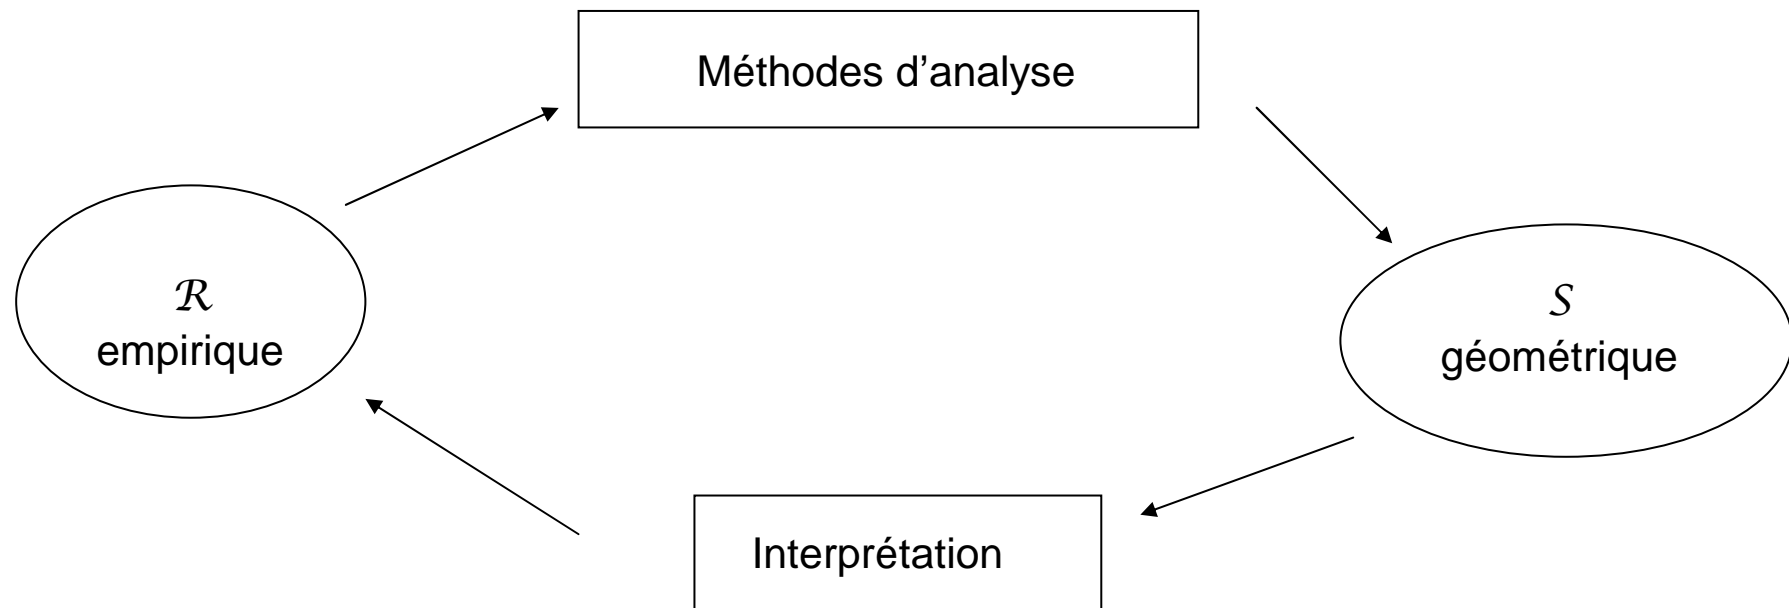 Méthodes d’analyse
ℛ
empirique
𝒮
géométrique
Interprétation